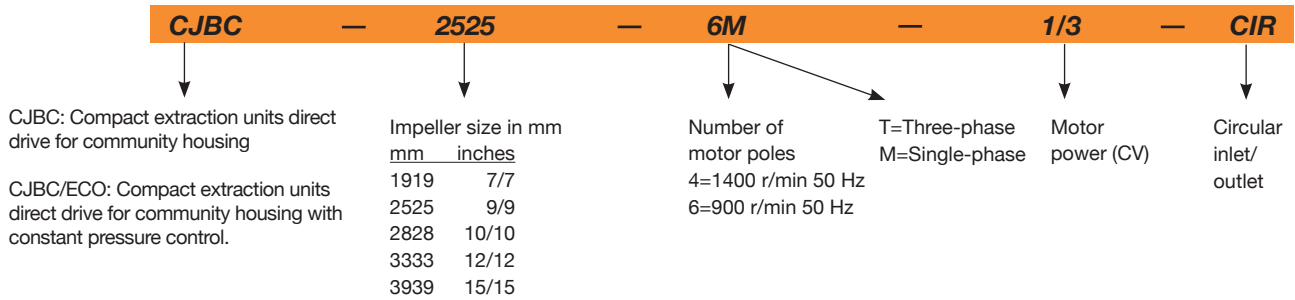 CJBC — 2525 — 6M — 1/3 — CIR
CJBC: Compact extraction units direct
drive for community housing
CJBC/ECO: Compact extraction units
direct drive for community housing with
constant pressure control.
Impeller size in mm
mm inches
1919 7/7
2525 9/9
2828 10/10
3333 12/12
3939 15/15
Number of
motor poles
4=1400 r/min 50 Hz
6=900 r/min 50 Hz
T=Three-phase
M=Single-phase
Motor
power (CV)
Circular
inlet/
outlet